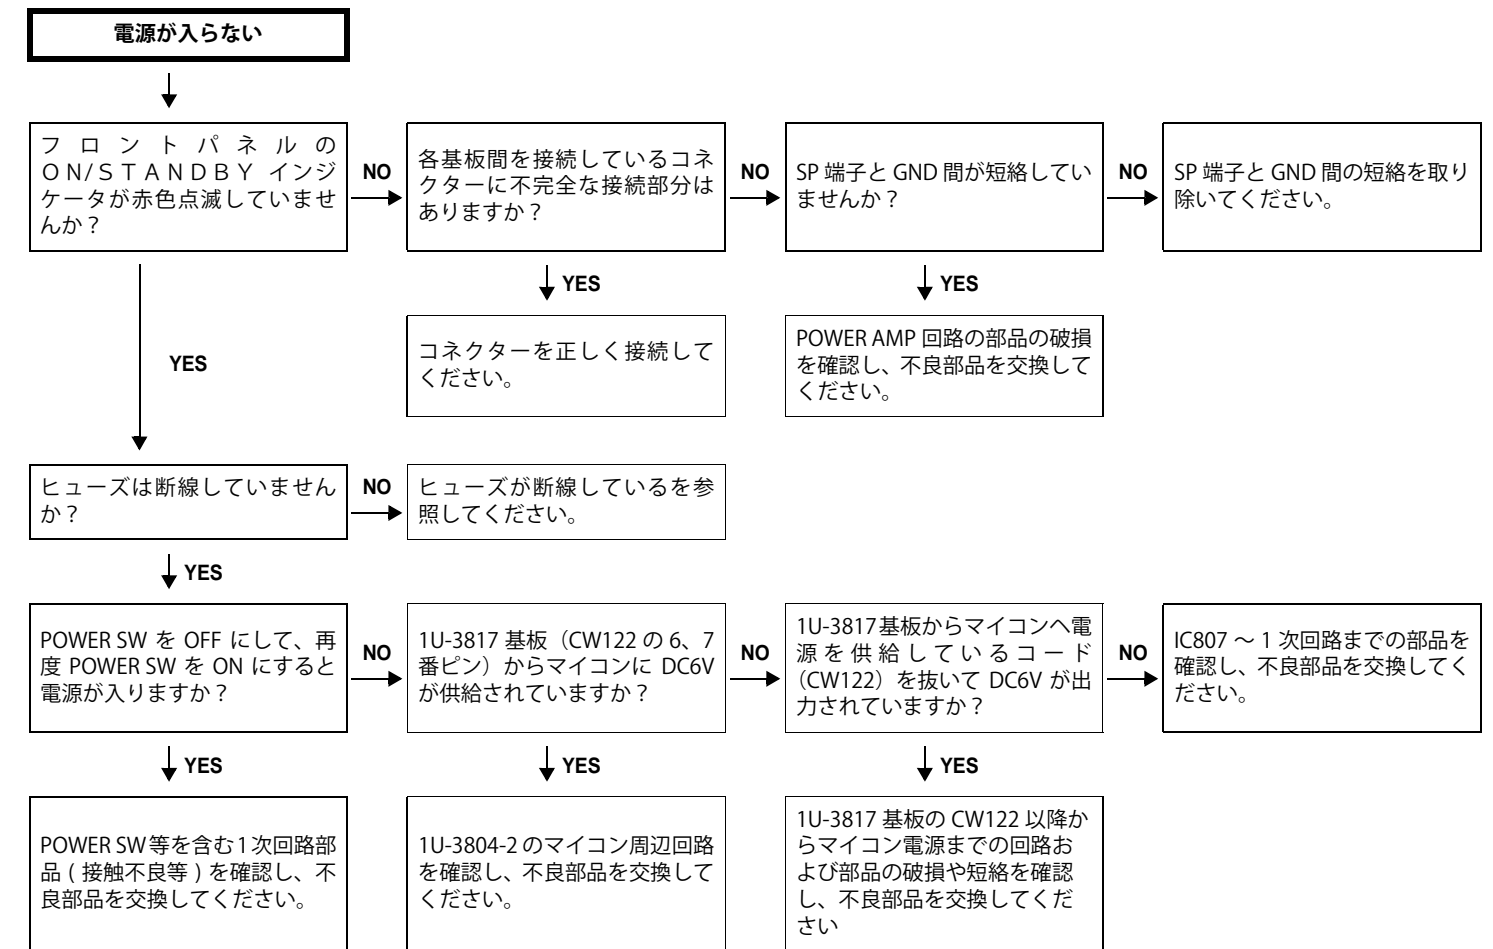 電源が入らない
フロントパネルの
ON/STANDBY インジ
ケータが赤色点滅していませ
んか？
NO
各基板間を接続しているコネ
クターに不完全な接続部分は
ありますか？
NO
SP 端子と GND 間が短絡してい
ませんか？
NO
SP 端子と GND 間の短絡を取り
除いてください。
YES
YES
YES
コネクターを正しく接続して
ください。
POWER AMP 回路の部品の破損
を確認し、不良部品を交換して
ください。
ヒューズは断線していません
か？
NO
ヒューズが断線しているを参
照してください。
YES
POWER SW を OFF にして、再
度 POWER SW を ON にすると
電源が入りますか？
NO
1U-3817 基板（CW122 の 6、7
番ピン）からマイコンに DC6V
が供給されていますか？
NO
1U-3817 基板からマイコンへ電
源を供給しているコード
（CW122）を抜いて DC6V が出
力されていますか？
NO
IC807 ～ 1 次回路までの部品を
確認し、不良部品を交換してく
ださい。
YES
YES
YES
POWER SW 等を含む 1 次回路部
品 ( 接触不良等 ) を確認し、不
良部品を交換してください。
1U-3804-2 のマイコン周辺回路
を確認し、不良部品を交換して
ください。
1U-3817 基板の CW122 以降か
らマイコン電源までの回路お
よび部品の破損や短絡を確認
し、不良部品を交換してくだ
さい